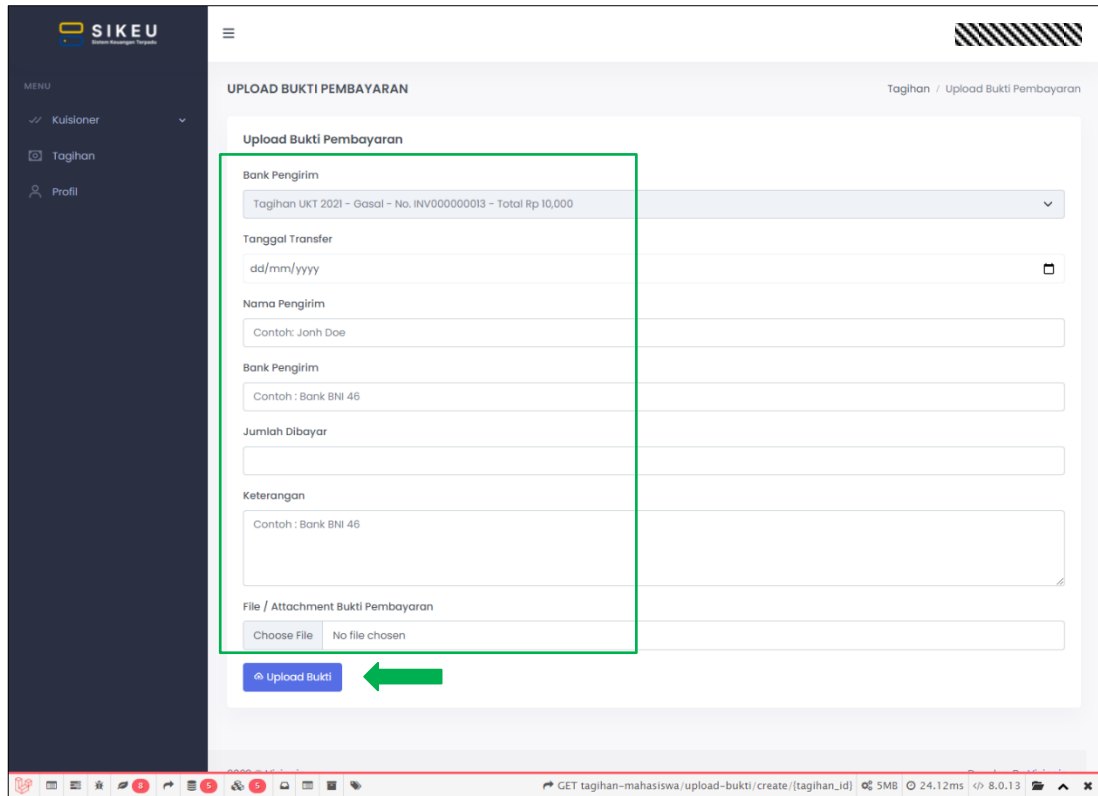 SIKEU
Sistem Keuangan Terpadu
MENU
Kuisioner
Tagihan
Profil
UPLOAD BUKTI PEMBAYARAN
Tagihan / Upload Bukti Pembayaran
Upload Bukti Pembayaran
Bank Pengirim
Tagihan UKT 2021 - Gasal - No. INV000000013 - Total Rp 10,000
Tanggal Transfer
dd/mm/yyyy
Nama Pengirim
Contoh: Jonh Doe
Bank Pengirim
Contoh : Bank BNI 46
Jumlah Dibayar
Keterangan
Contoh : Bank BNI 46
File / Attachment Bukti Pembayaran
Choose File No file chosen
Upload Bukti
8 5 5 GET tagihan-mahasiswa/upload-bukti/create/{tagihan_id} 5MB 24.12ms </> 8.0.13